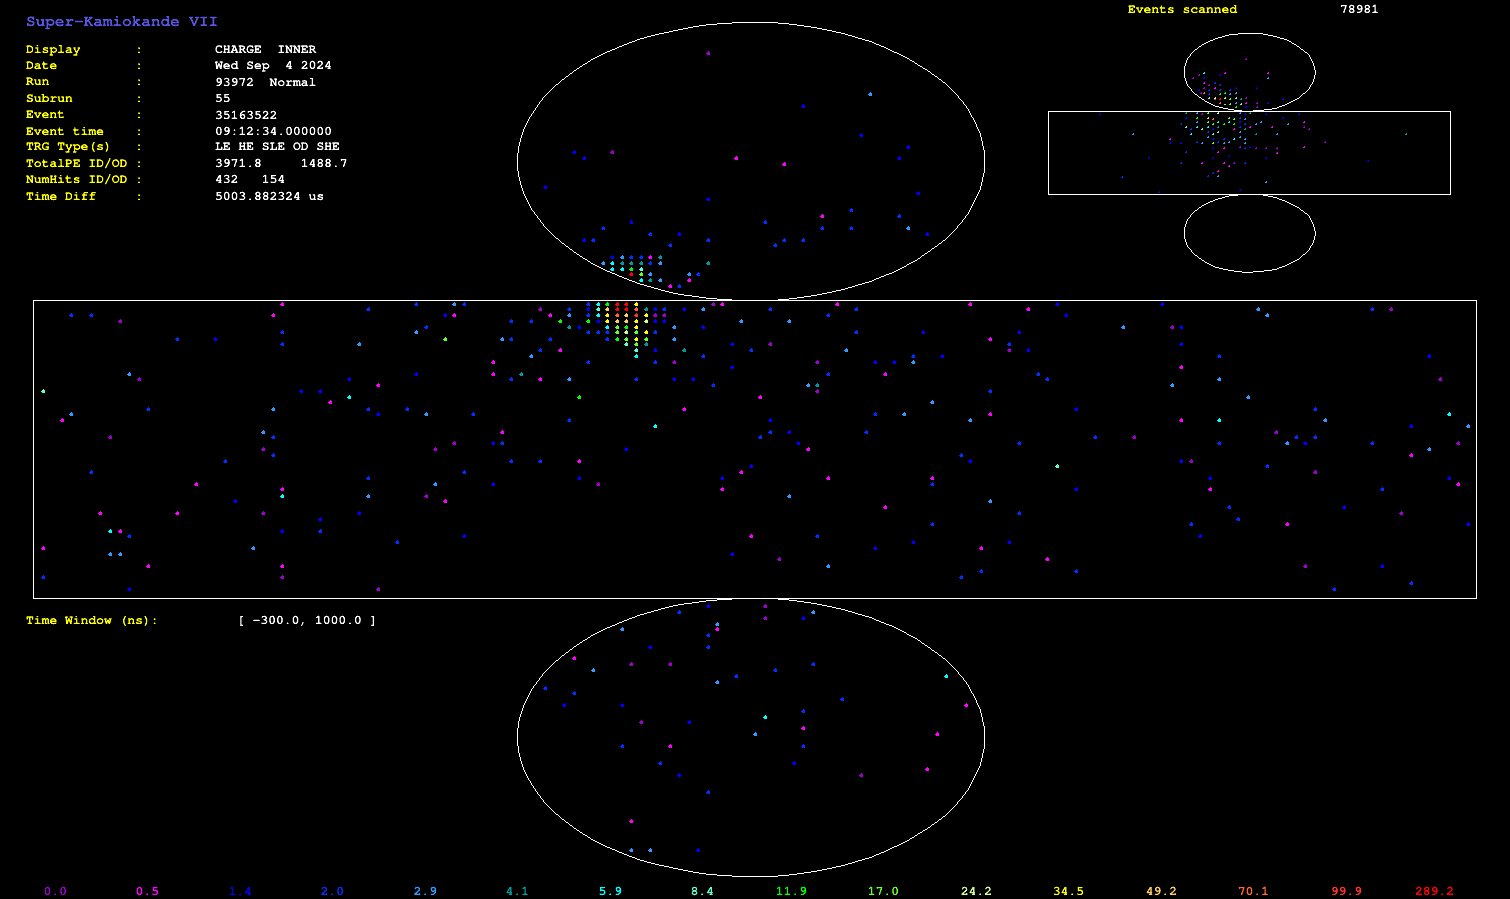 Super-Kamiokande VII
Events scanned 78981
Display : CHARGE INNER
Date : Wed Sep 4 2024
Run : 93972 Normal
Subrun : 55
Event : 35163522
Event time : 09:12:34.000000
TRG Type(s) : LE HE SLE OD SHE
TotalPE ID/OD : 3971.8 1488.7
NumHits ID/OD : 432 154
Time Diff : 5003.882324 us
Time Window (ns): [ -300.0, 1000.0 ]
0.0 0.5 1.4 2.0 2.9 4.1 5.9 8.4 11.9 17.0 24.2 34.5 49.2 70.1 99.9 289.2